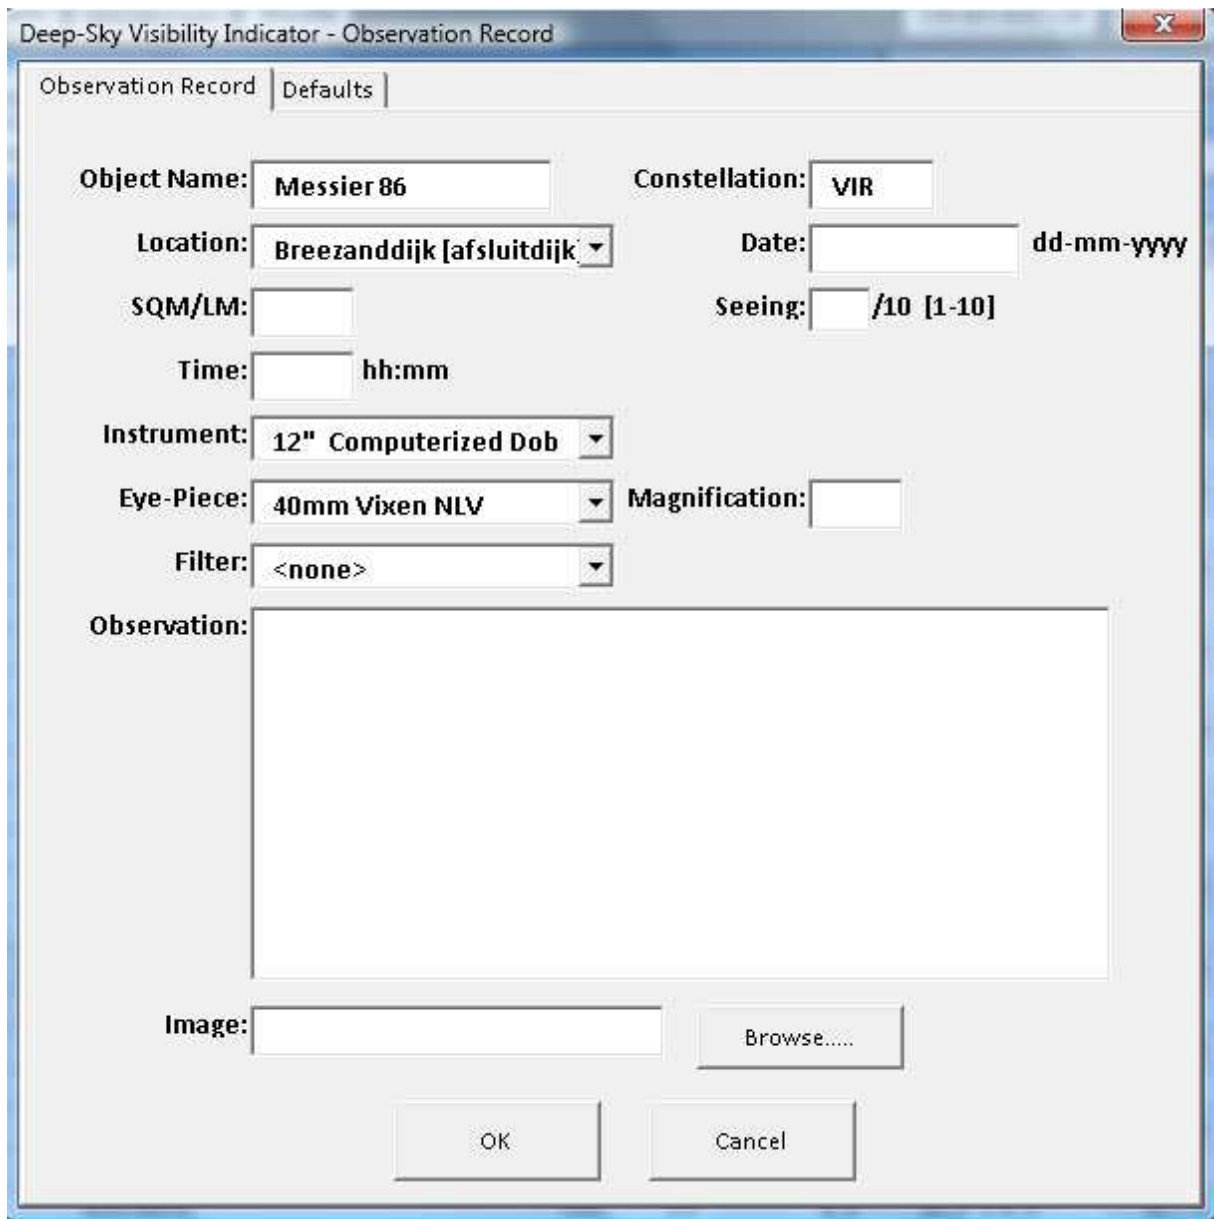 Deep-Sky Visibility Indicator - Observation Record
Observation Record Defaults
Object Name: Messier 86 Constellation: VIR
Location: Breezanddijk [afsluitdijk] Date: dd-mm-yyyy
SQM/LM: Seeing: /10 [1-10]
Time: hh:mm
Instrument: 12" Computerized Dob
Eye-Piece: 40mm Vixen NLV Magnification:
Filter: <none>
Observation:
Image: Browse.....
OK Cancel